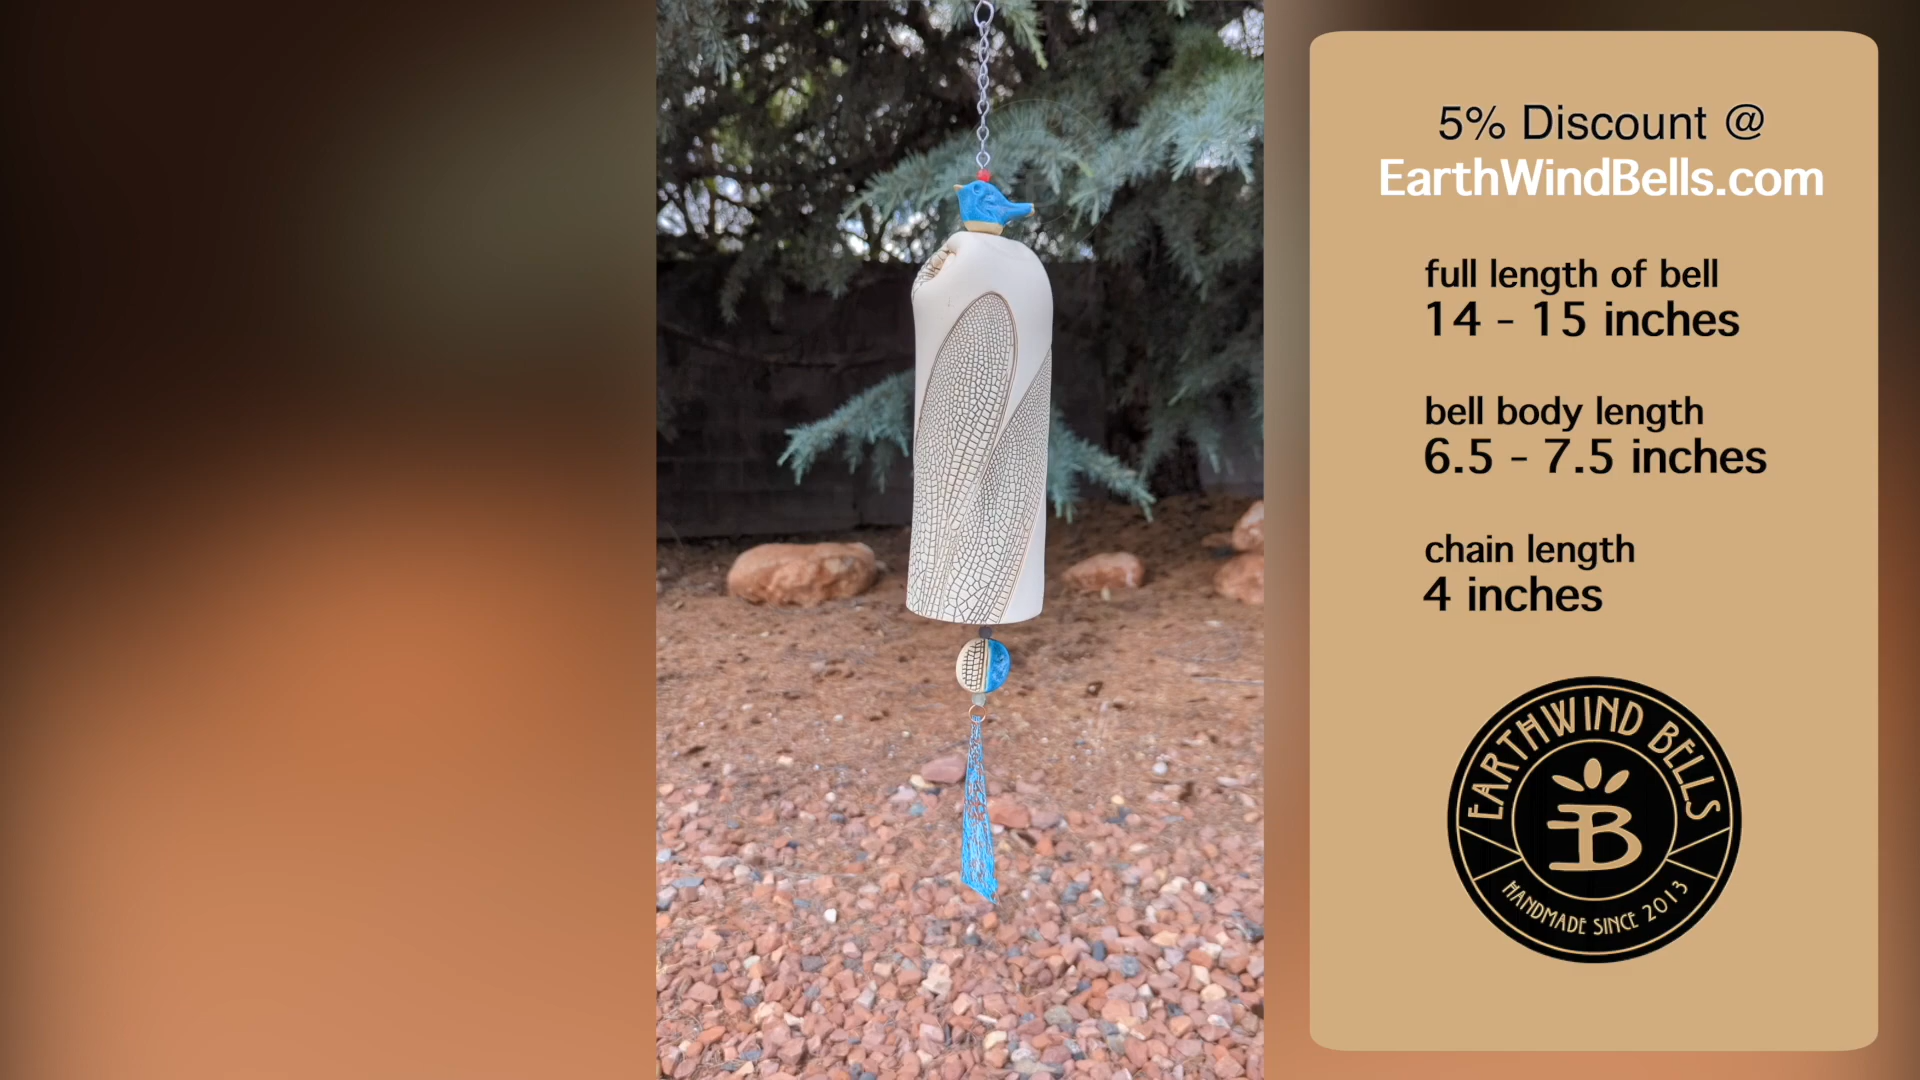 5% Discount @
EarthWindBells.com
full length of bell
14 - 15 inches
bell body length
6.5 - 7.5 inches
chain length
4 inches
EARTHWIND BELLS
EB
HANDMADE SINCE 2013